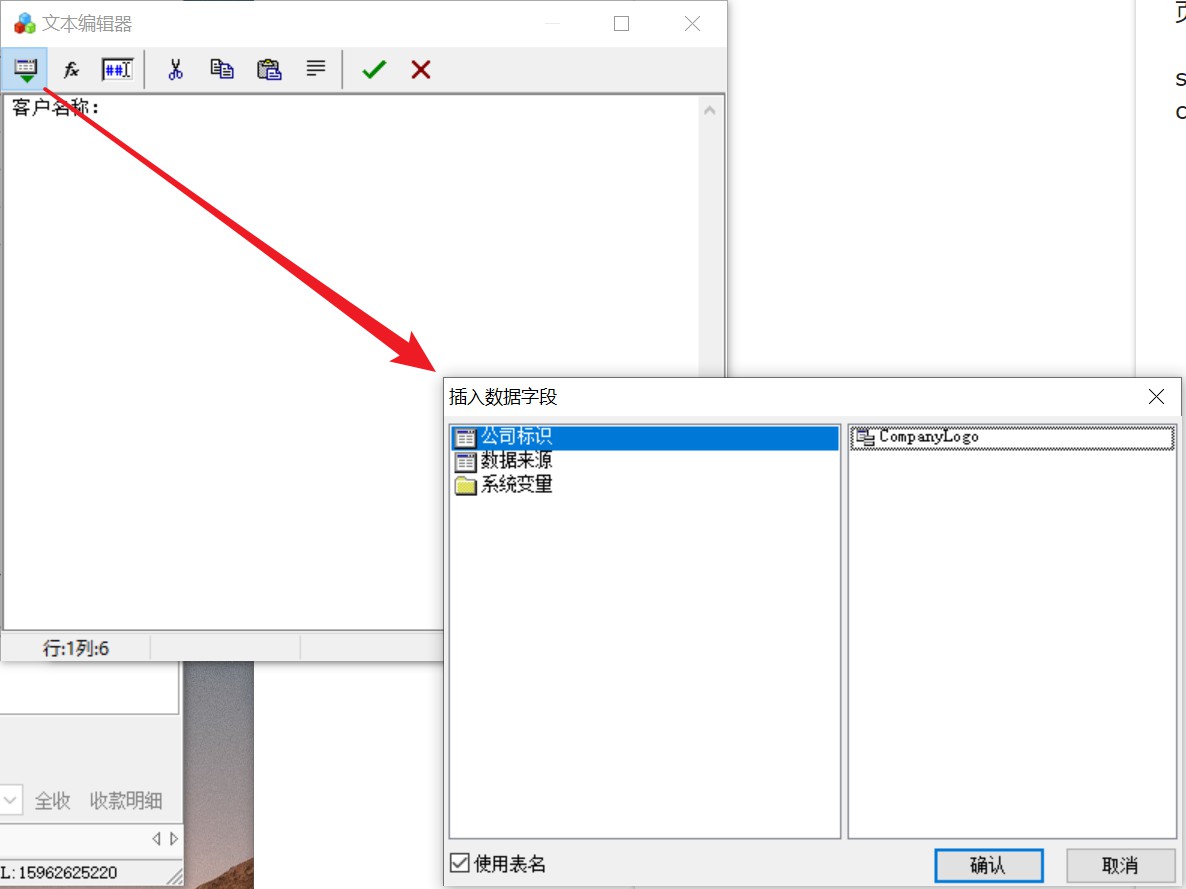 文本编辑器
fx
##
客户名称:
插入数据字段
公司标识
CompanyLogo
数据来源
系统变量
行:1列:6
全收 收款明细
L:15962625220
使用表名
确认
取消